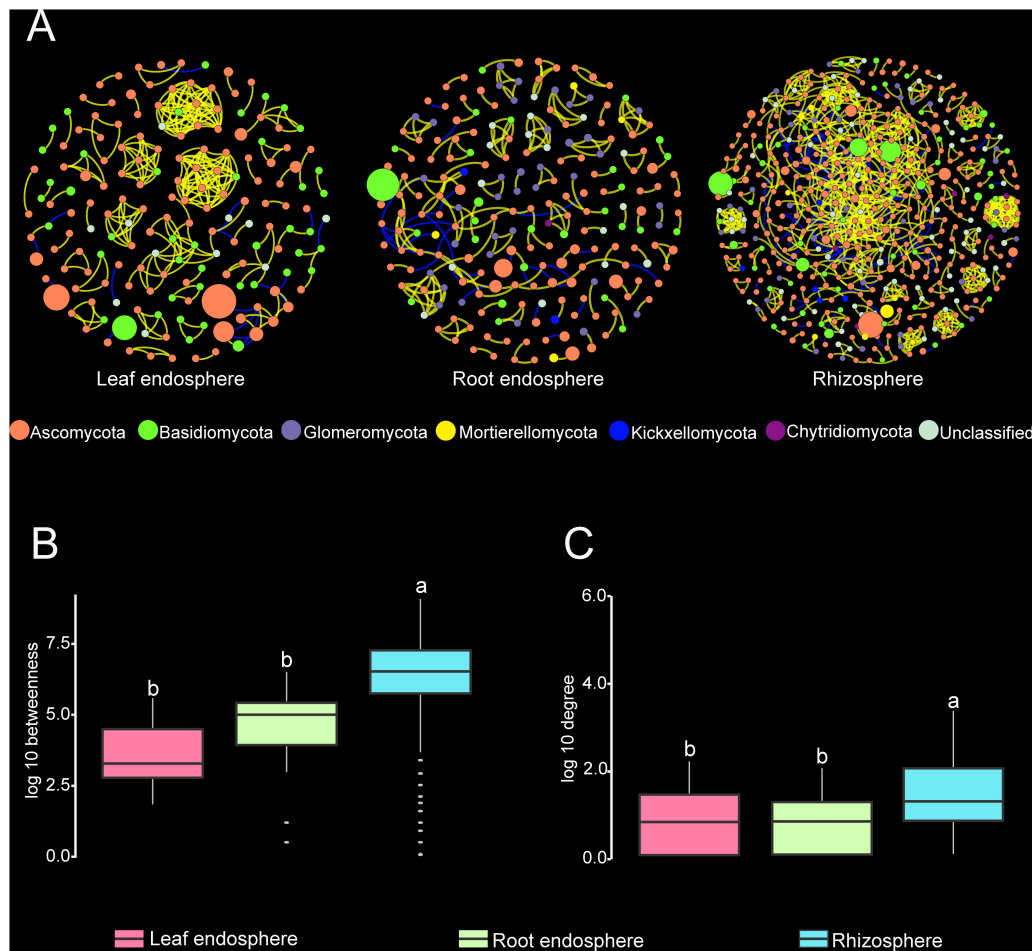 A
Leaf endosphere Root endosphere Rhizosphere
Ascomycota Basidiomycota Glomeromycota Mortierellomycota Kickxellomycota Chytridiomycota Unclassified
B
log 10 betweenness
7.5
5.0
2.5
0.0
b b a
C
log 10 degree
6.0
4.0
2.0
0.0
b b a
Leaf endosphere Root endosphere Rhizosphere